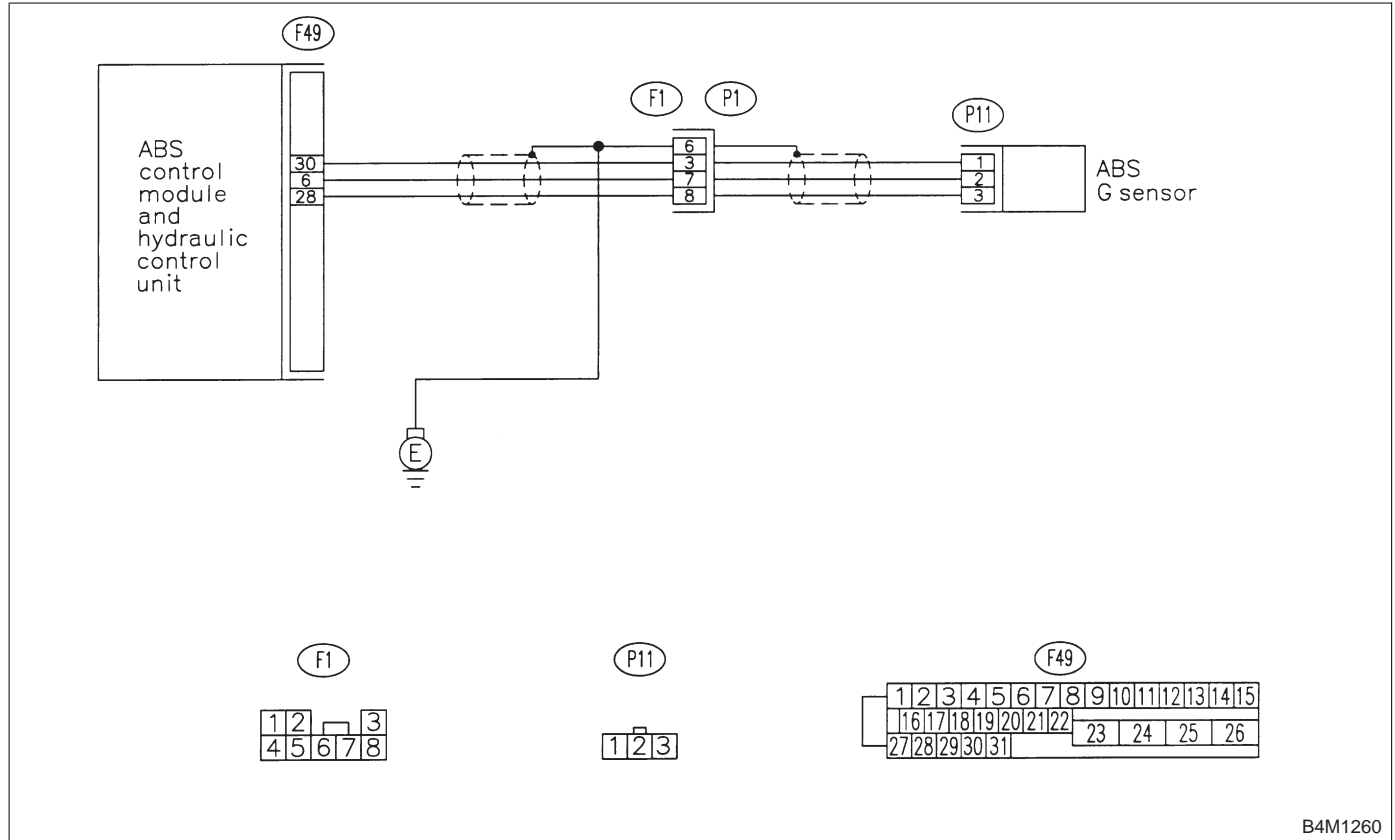 F49
F1 P1
P11
ABS
control
module
and
hydraulic
control
unit
30
6
28
6
3
7
8
1
2
3
ABS
G sensor
E
F1
1 2 3
4 5 6 7 8
P11
1 2 3
F49
1 2 3 4 5 6 7 8 9 10 11 12 13 14 15
16 17 18 19 20 21 22
23 24 25 26
27 28 29 30 31
B4M1260